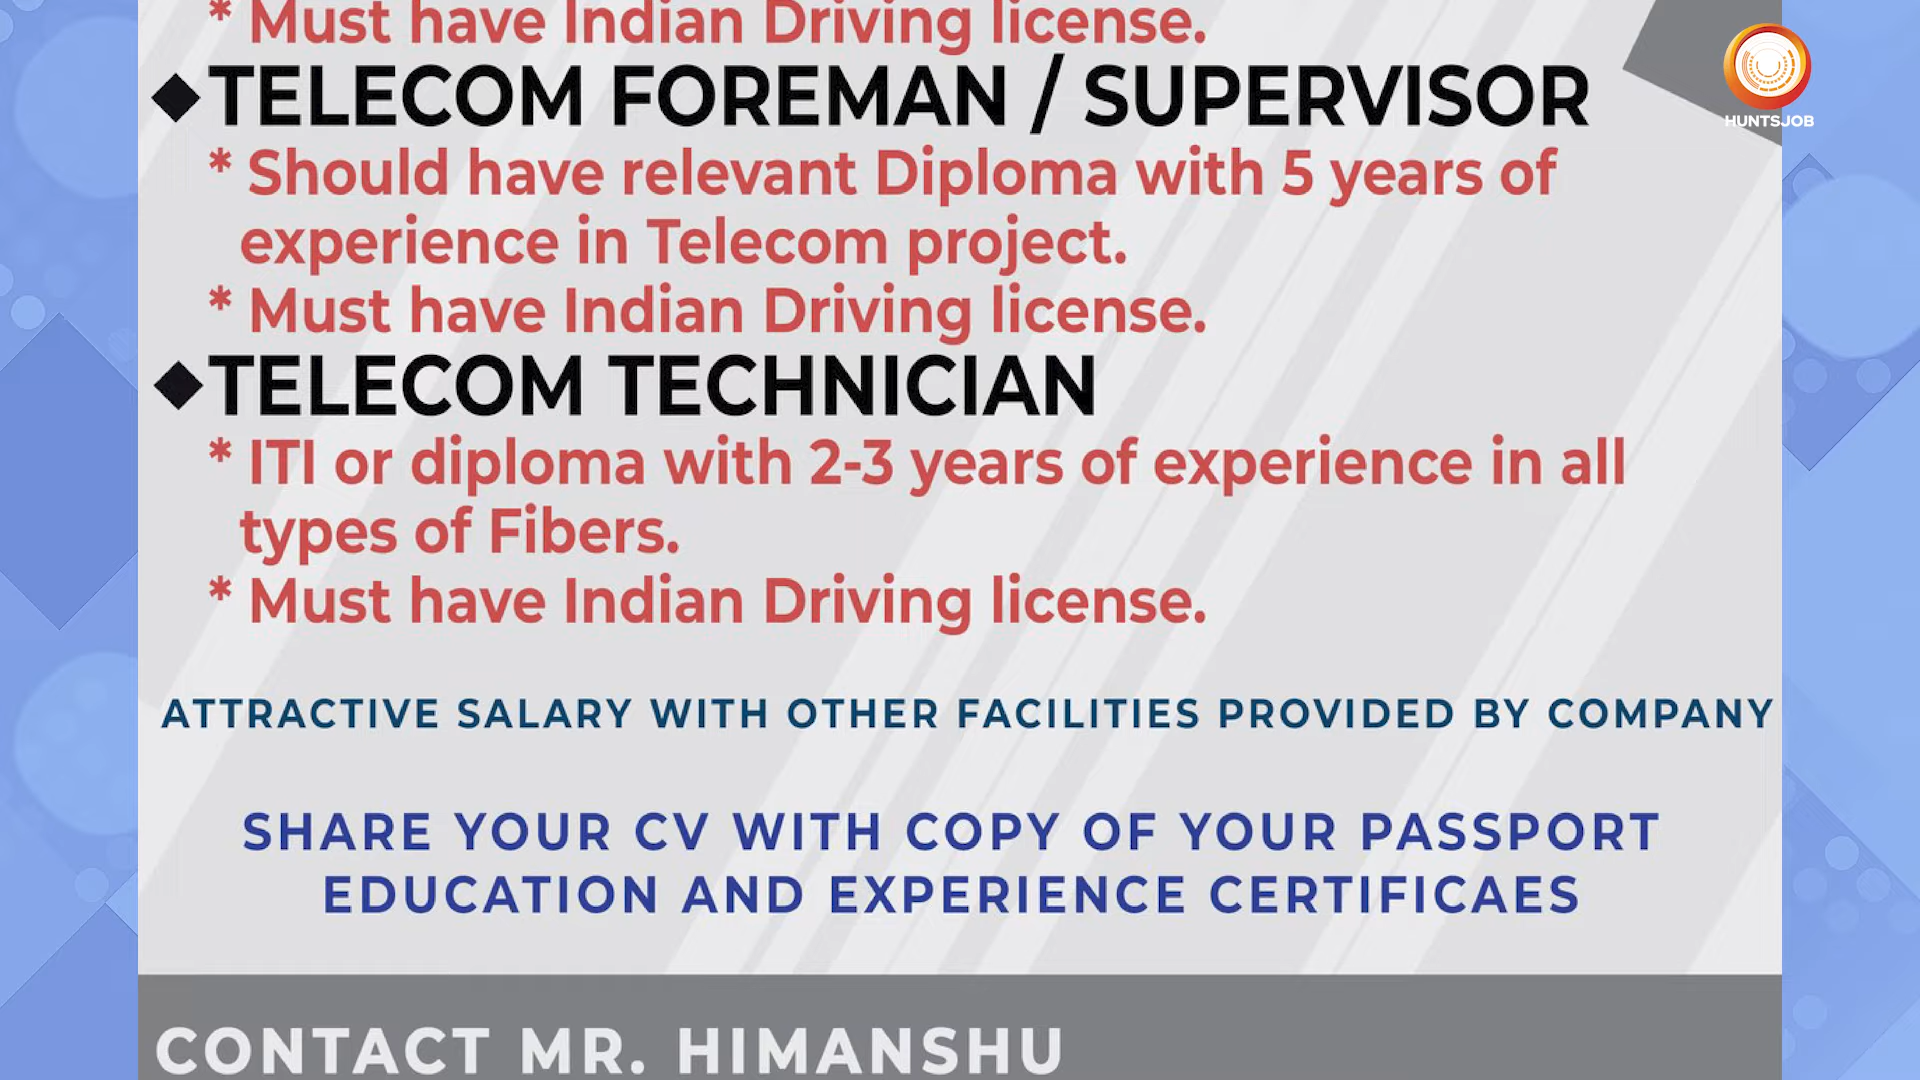 * Must have Indian Driving license.
HUNTSJOB
◆TELECOM FOREMAN / SUPERVISOR
* Should have relevant Diploma with 5 years of
experience in Telecom project.
* Must have Indian Driving license.
◆TELECOM TECHNICIAN
* ITI or diploma with 2-3 years of experience in all
types of Fibers.
* Must have Indian Driving license.
ATTRACTIVE SALARY WITH OTHER FACILITIES PROVIDED BY COMPANY
SHARE YOUR CV WITH COPY OF YOUR PASSPORT
EDUCATION AND EXPERIENCE CERTIFICAES
CONTACT MR. HIMANSHU